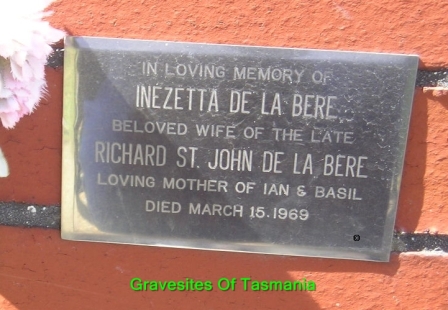 IN LOVING MEMORY OF
INEZETTA DE LA BERE
BELOVED WIFE OF THE LATE
RICHARD ST. JOHN DE LA BERE
LOVING MOTHER OF IAN & BASIL
DIED MARCH 15. 1969
Gravesites Of Tasmania